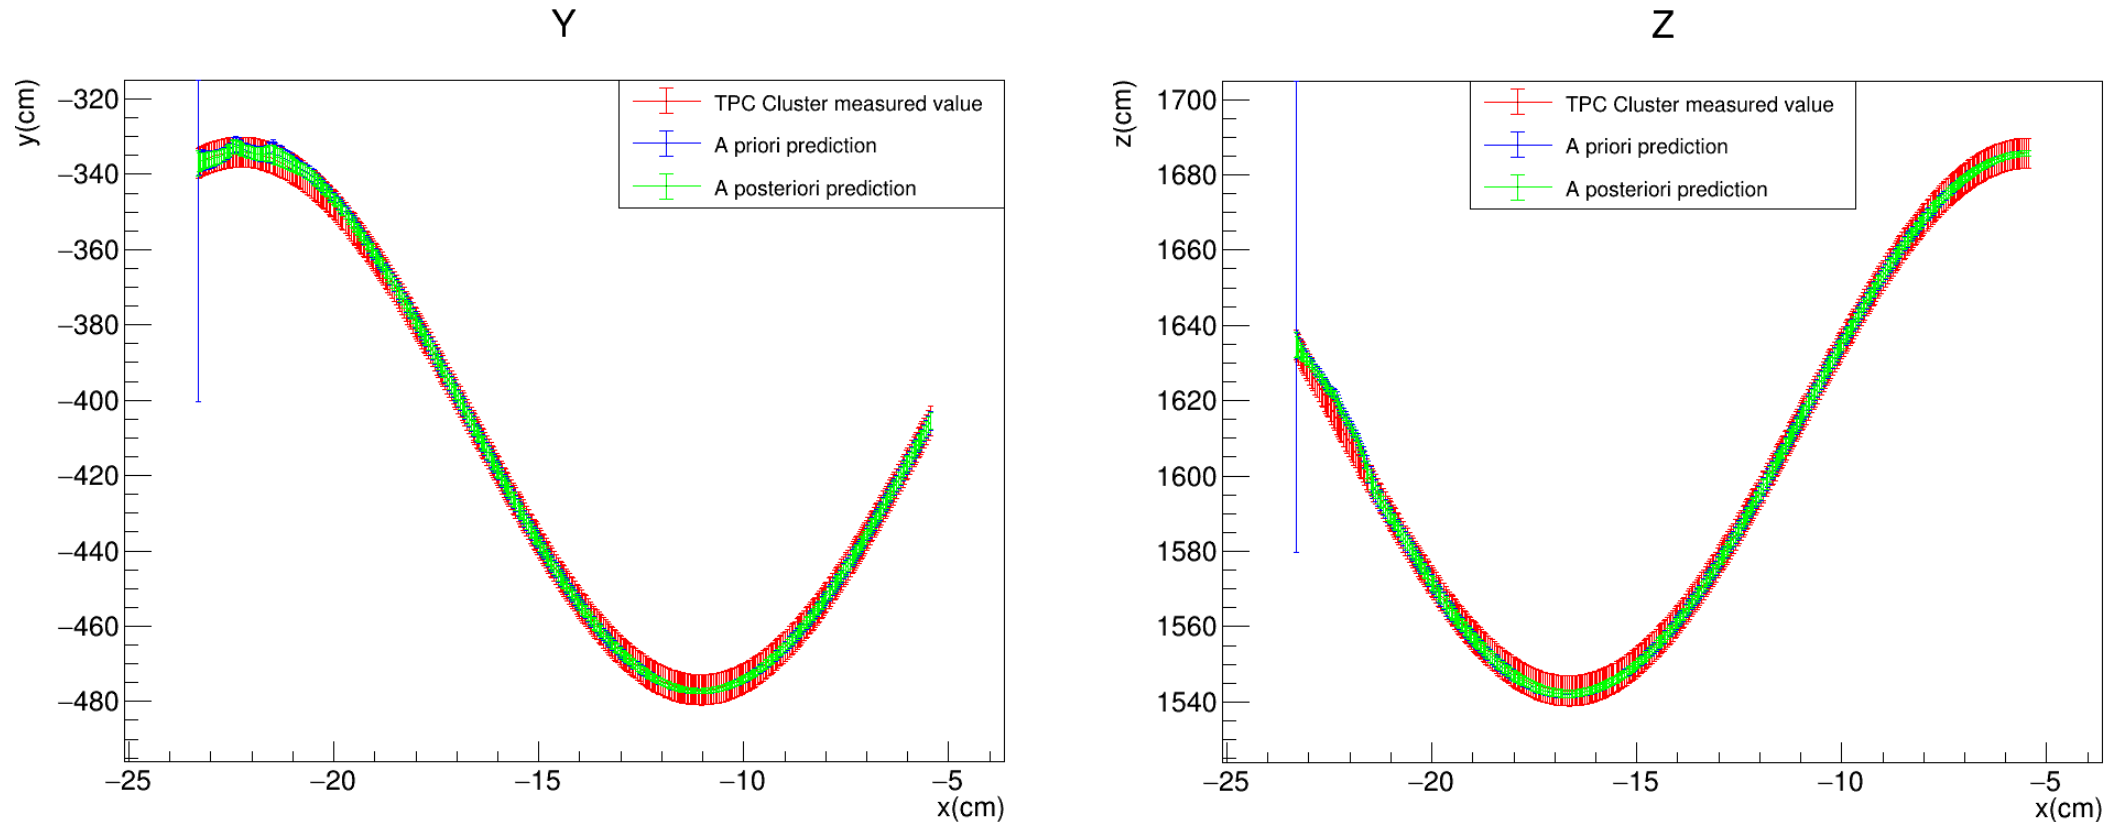 Y
y(cm)
−320
−340
−360
−380
−400
−420
−440
−460
−480
TPC Cluster measured value
A priori prediction
A posteriori prediction
−25
−20
−15
−10
−5
x(cm)
Z
z(cm)
1700
1680
1660
1640
1620
1600
1580
1560
1540
TPC Cluster measured value
A priori prediction
A posteriori prediction
−25
−20
−15
−10
−5
x(cm)